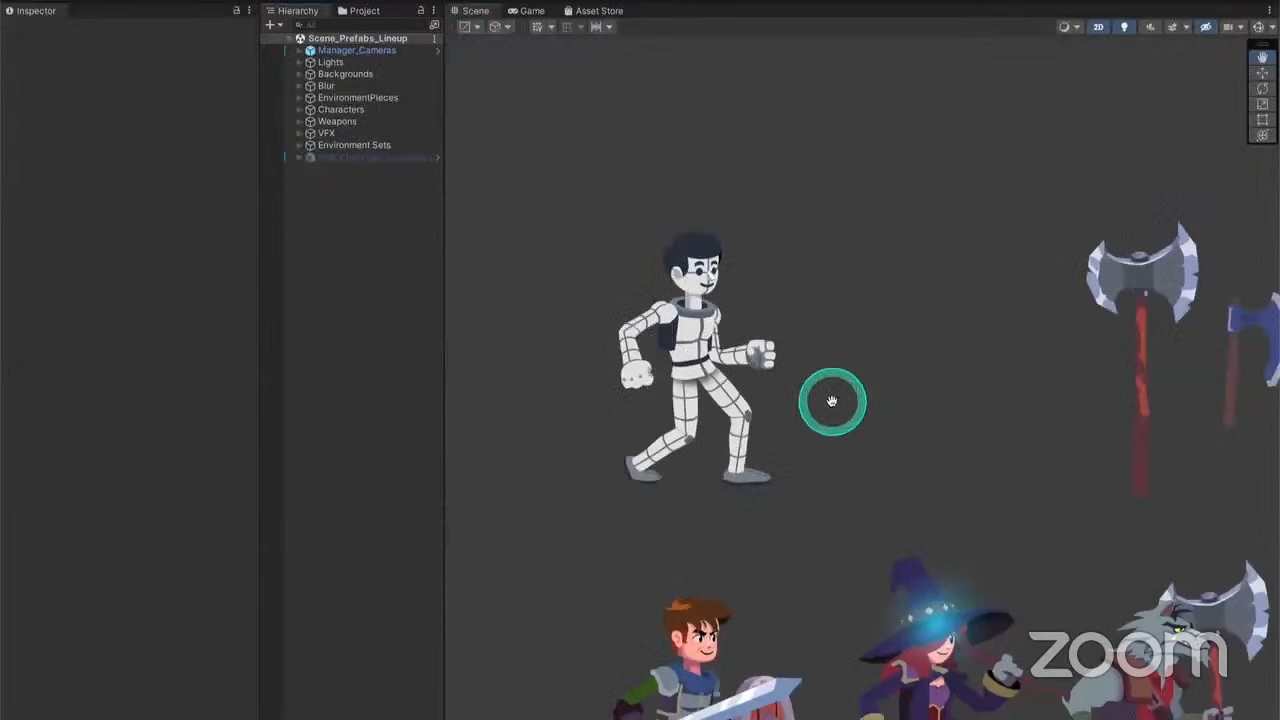 Inspector
Hierarchy
Project
Scene
Game
Asset Store
All
2D
Scene_Prefabs_Lineup
Manager_Cameras
Lights
Backgrounds
Blur
EnvironmentPieces
Characters
Weapons
VFX
Environment Sets
zoom